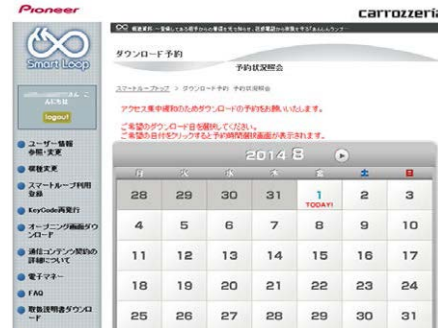 Pioneer
carrozzeria
Smart Loop
ダウンロード予約
予約状況照会
スマートループトップ > ダウンロード予約 予約状況照会
logout
アクセス集中緩和のためダウンロードの予約をお願いいたします。
ご希望のダウンロード日を選択してください。
ご希望の日付をクリックすると予約時間選択画面が表示されます。
ユーザー情報
参照・変更
機種変更
スマートループ利用
登録
KeyCode再発行
オープニング画面ダウ
ンロード
通信コンテンツ契約の
詳細について
電子マネー
FAQ
取扱説明書ダウンロ
ード
2014 8
月 火 水 木 金 土 日
28 29 30 31 1 2 3
TODAY!
4 5 6 7 8 9 10
11 12 13 14 15 16 17
18 19 20 21 22 23 24
25 26 27 28 29 30 31